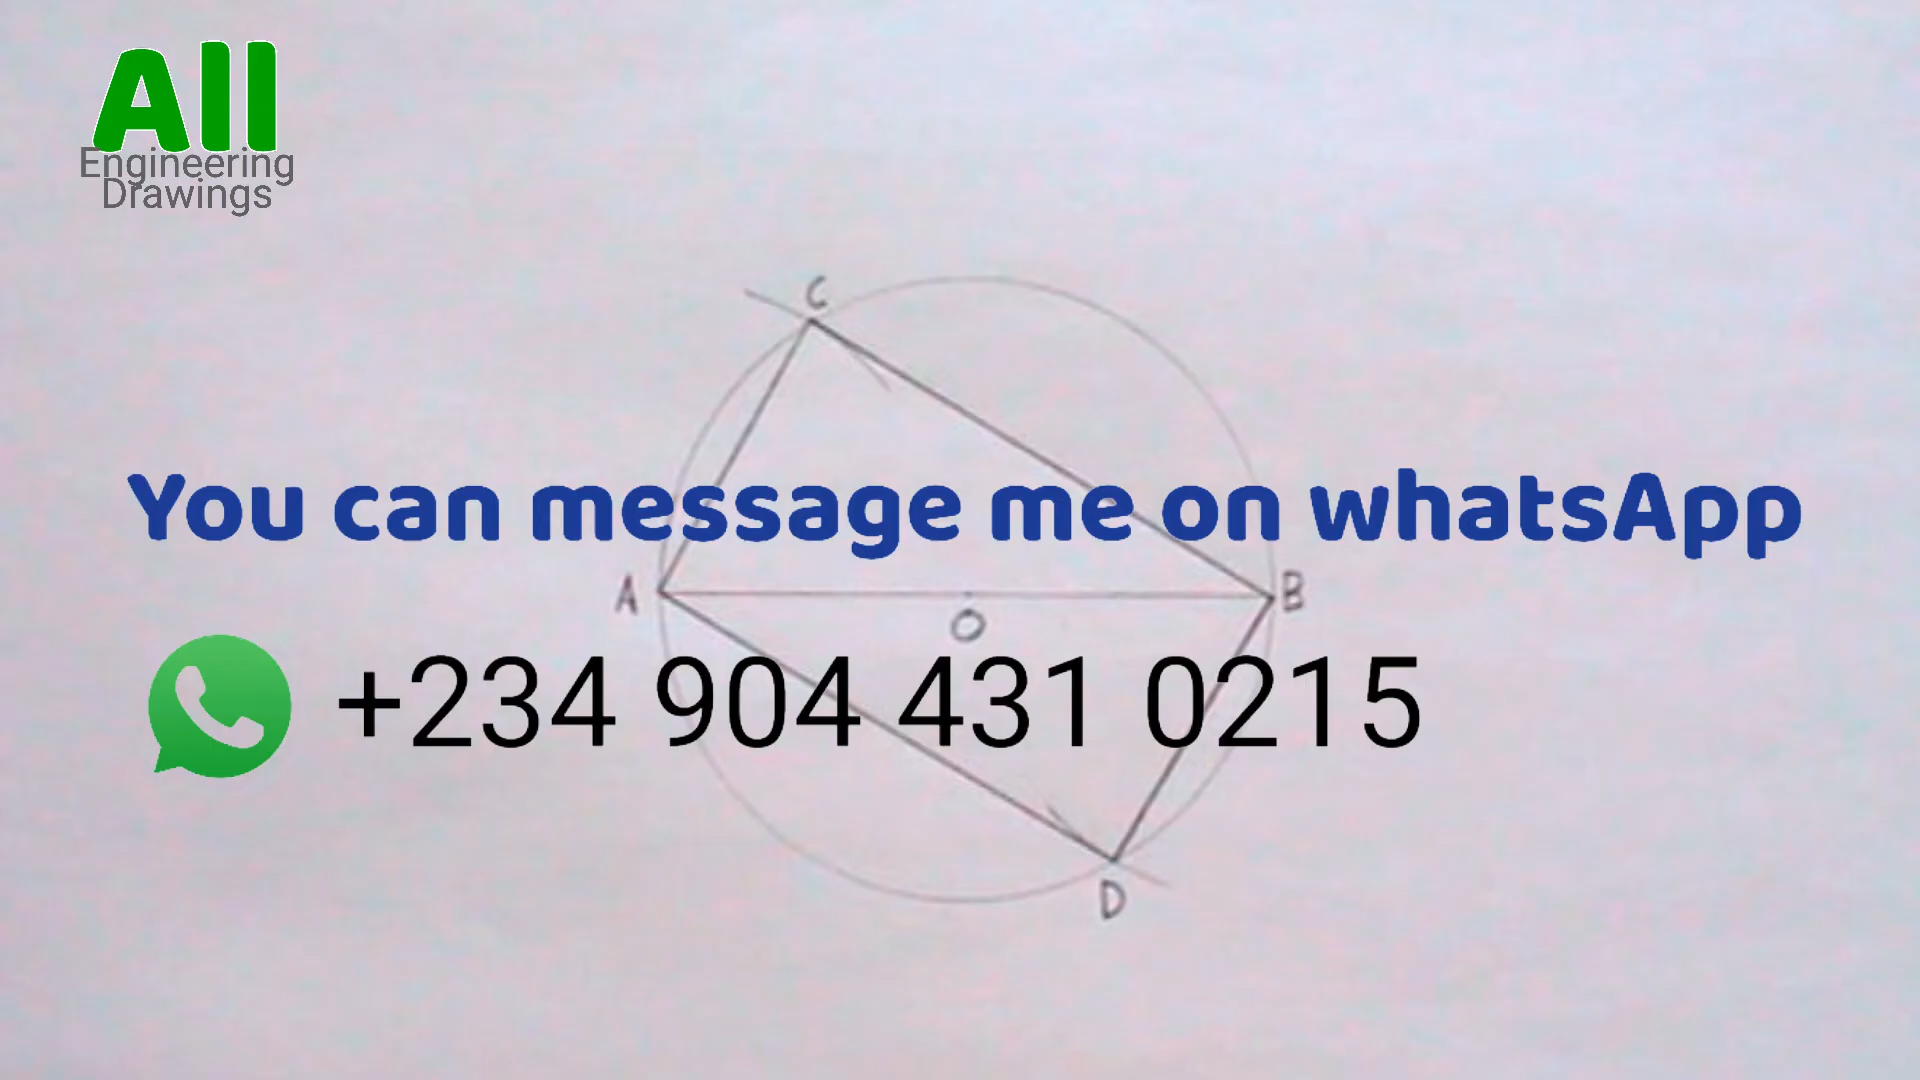 All
Engineering
Drawings
C
You can message me on whatsApp
A
B
O
+234 904 431 0215
D